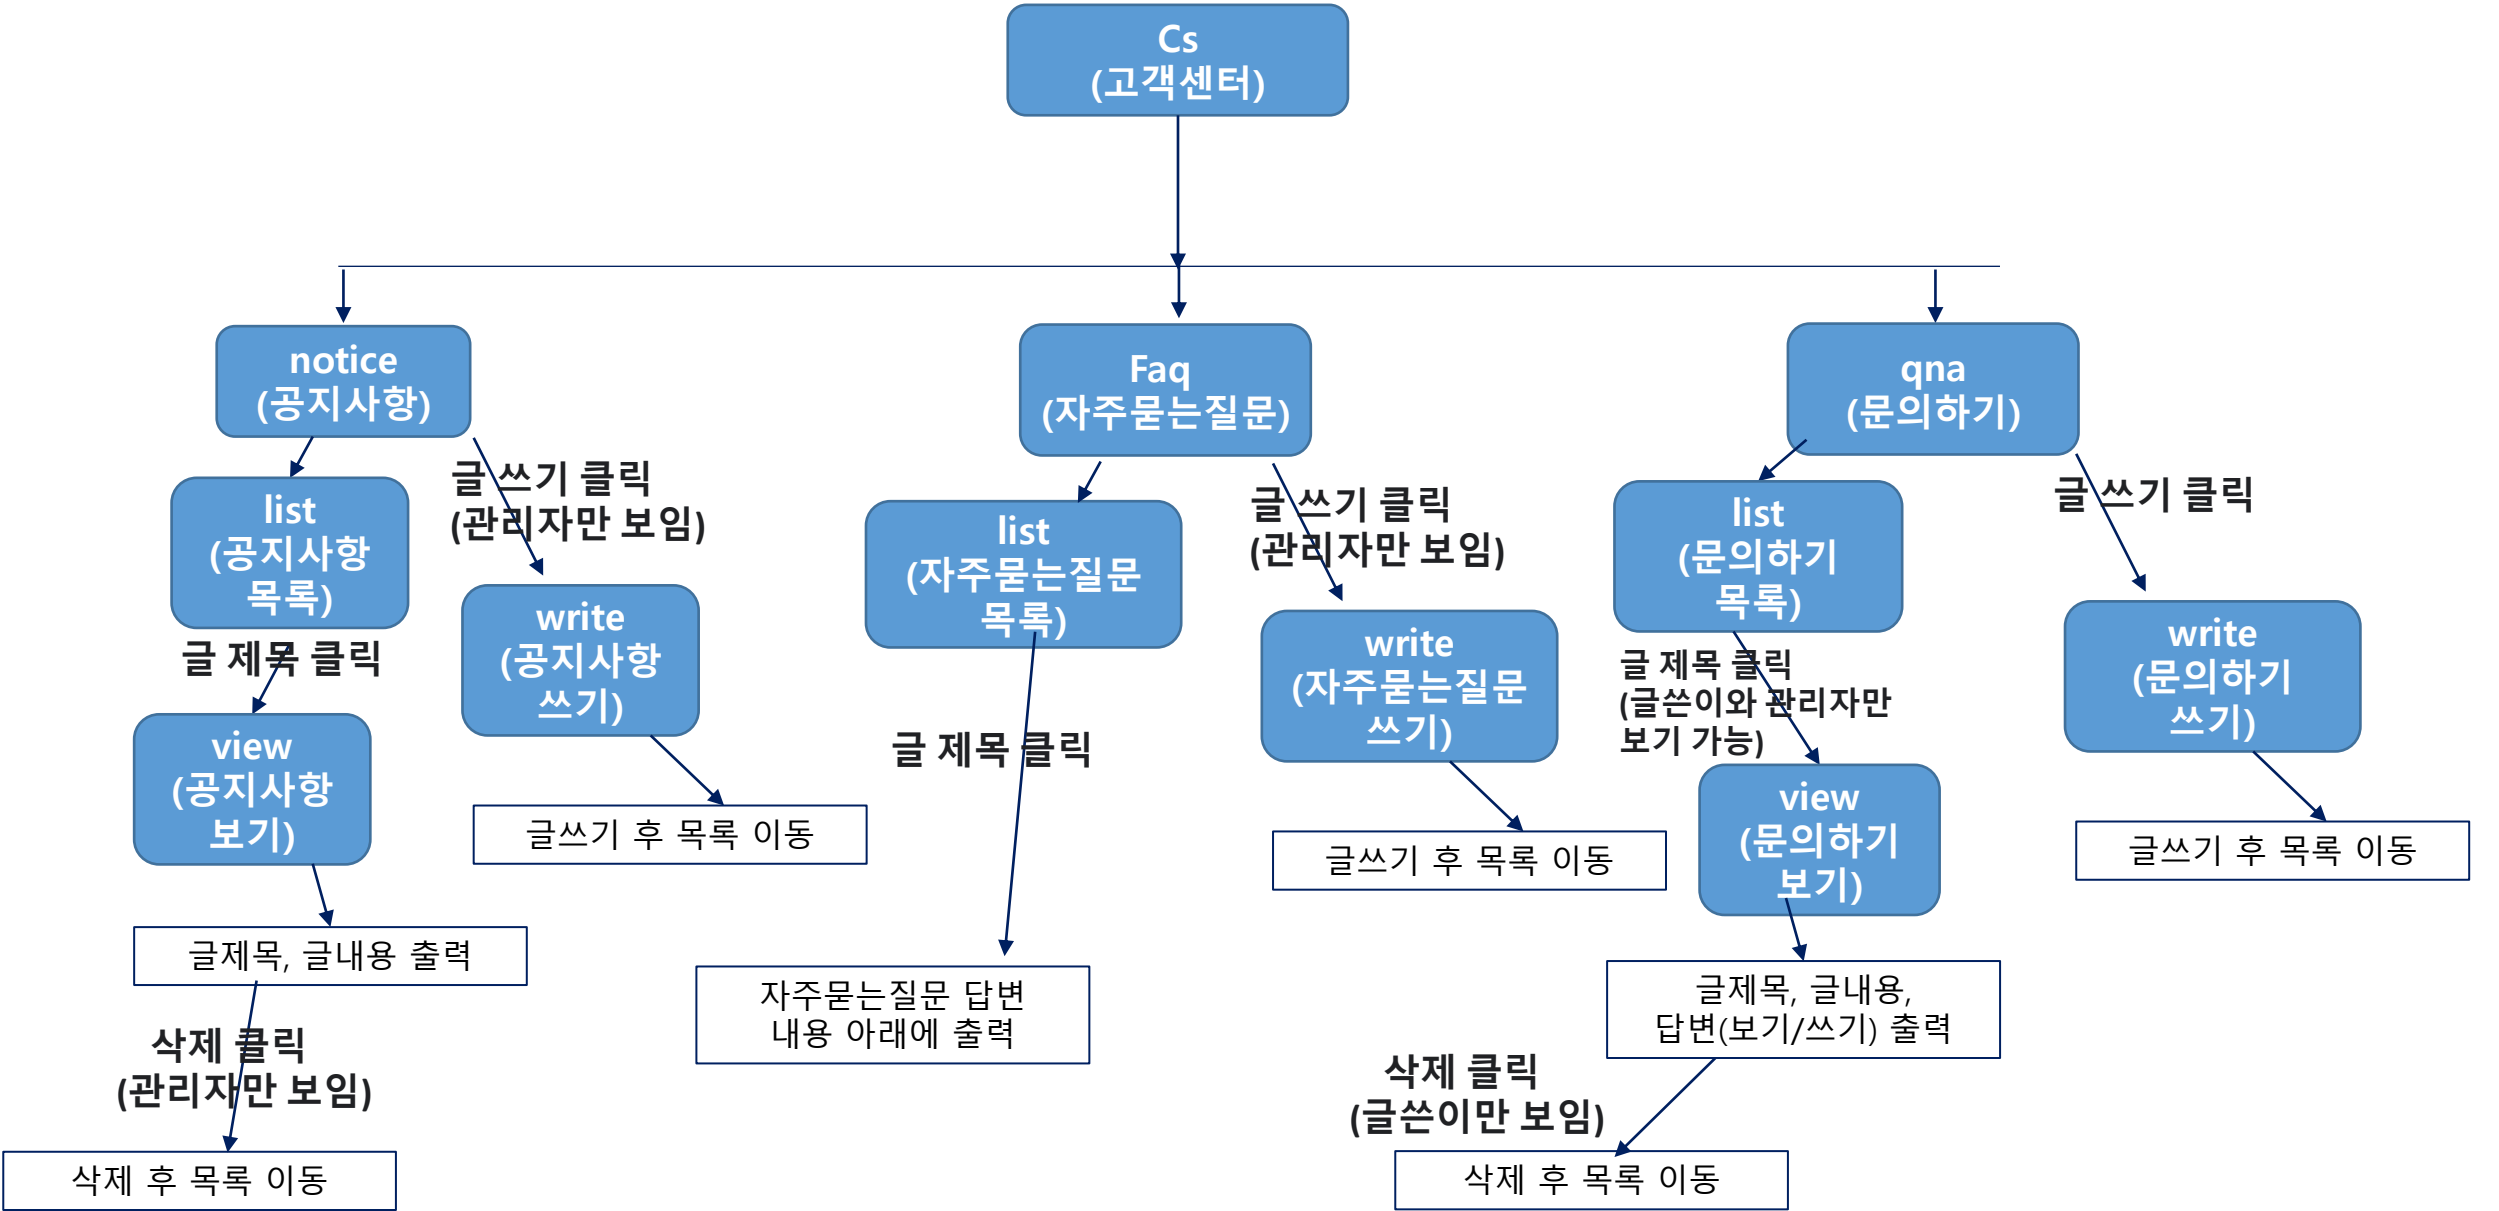 Cs
(고객센터)
notice
(공지사항)
Faq
(자주묻는질문)
qna
(문의하기)
글 쓰기 클릭
(관리자만 보임)
글 쓰기 클릭
(관리자만 보임)
글 쓰기 클릭
list
(공지사항
목록)
list
(자주묻는질문
목록)
list
(문의하기
목록)
write
(공지사항
쓰기)
write
(자주묻는질문
쓰기)
write
(문의하기
쓰기)
글 제목 클릭
글 제목 클릭
글 제목 클릭
(글쓴이와 관리자만
보기 가능)
view
(공지사항
보기)
view
(문의하기
보기)
글쓰기 후 목록 이동
글쓰기 후 목록 이동
글쓰기 후 목록 이동
글제목, 글내용 출력
자주묻는질문 답변
내용 아래에 출력
글제목, 글내용,
답변(보기/쓰기) 출력
삭제 클릭
(관리자만 보임)
삭제 클릭
(글쓴이만 보임)
삭제 후 목록 이동
삭제 후 목록 이동